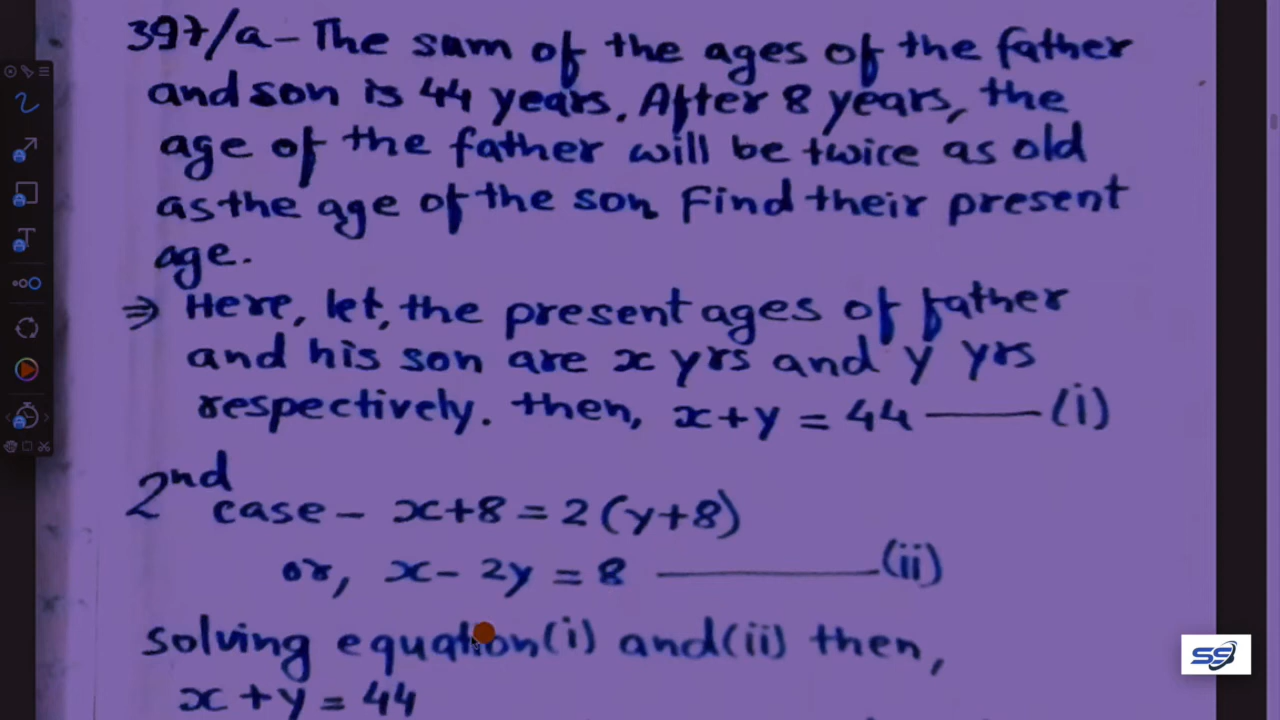 397/a - The sum of the ages of the father
and son is 44 years. After 8 years, the
age of the father will be twice as old
as the age of the son Find their present
age.
⇒ Here, let, the present ages of father
and his son are x yrs and y yrs
respectively. then, x+y = 44 —— (i)
2nd case - x+8 = 2(y+8)
or, x - 2y = 8 ——— (ii)
solving equation(i) and(ii) then,
x+y = 44
SS